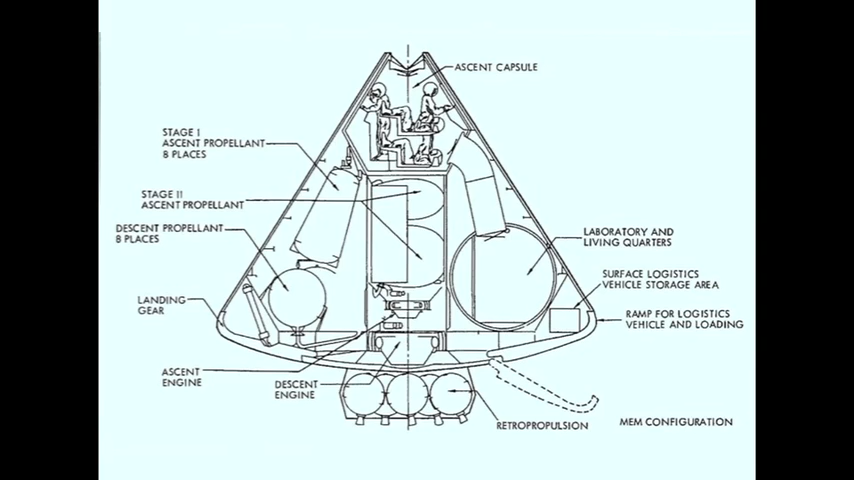 ASCENT CAPSULE
STAGE I
ASCENT PROPELLANT
8 PLACES
STAGE II
ASCENT PROPELLANT
DESCENT PROPELLANT
8 PLACES
LANDING
GEAR
ASCENT
ENGINE
DESCENT
ENGINE
LABORATORY AND
LIVING QUARTERS
SURFACE LOGISTICS
VEHICLE STORAGE AREA
RAMP FOR LOGISTICS
VEHICLE AND LOADING
RETROPROPULSION
MEM CONFIGURATION